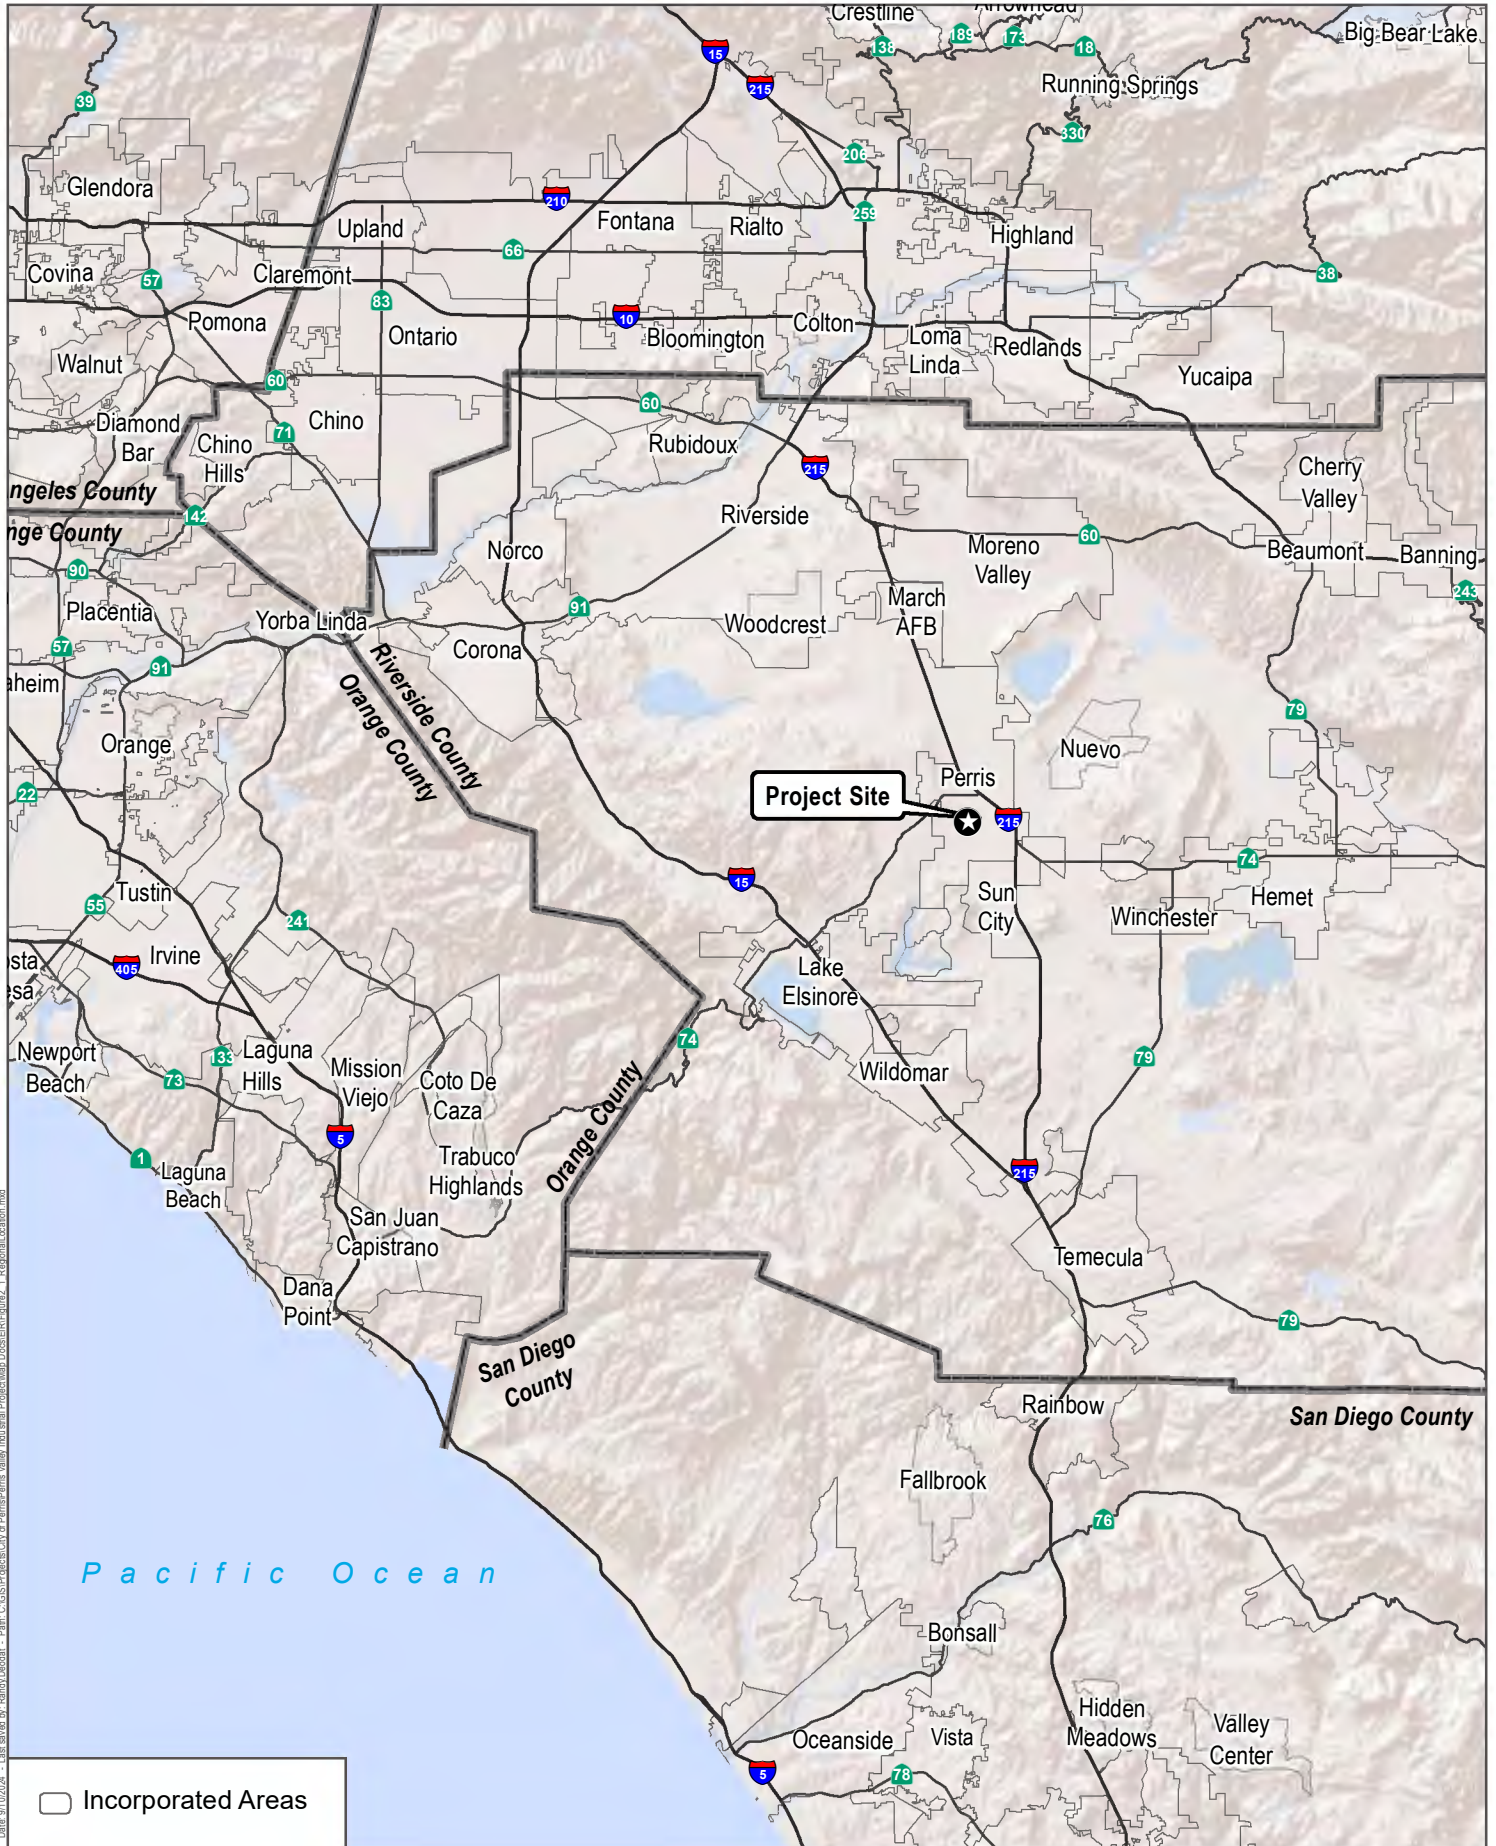 Crestline
Arrowhead
Big Bear Lake
15
138
189
173
18
215
Running Springs
39
330
206
Glendora
210
Fontana
Rialto
259
Upland
66
Highland
Covina
57
Claremont
38
83
Pomona
Ontario
10
Bloomington
Colton
Loma
Linda
Redlands
Walnut
60
Yucaipa
60
Diamond
Bar
Chino
Hills
71
Chino
Rubidoux
215
Cherry
Valley
ngeles County
142
nge County
Riverside
Norco
Moreno
Valley
60
Beaumont
Banning
90
243
Placentia
Yorba Linda
91
Woodcrest
March
AFB
57
91
Corona
aheim
Riverside County
Orange County
79
Orange
Nuevo
22
Perris
Project Site
215
74
15
Tustin
55
241
Sun
City
Winchester
Hemet
405
Irvine
osta
esa
Lake
Elsinore
74
Newport
Beach
133
Laguna
Hills
73
Mission
Viejo
Coto De
Caza
Wildomar
79
5
Orange County
1
Laguna
Beach
Trabuco
Highlands
215
San Juan
Capistrano
Temecula
Dana
Point
79
San Diego
County
Rainbow
San Diego County
Fallbrook
76
Pacific Ocean
Bonsall
Hidden
Meadows
Valley
Center
Oceanside
Vista
5
78
Incorporated Areas